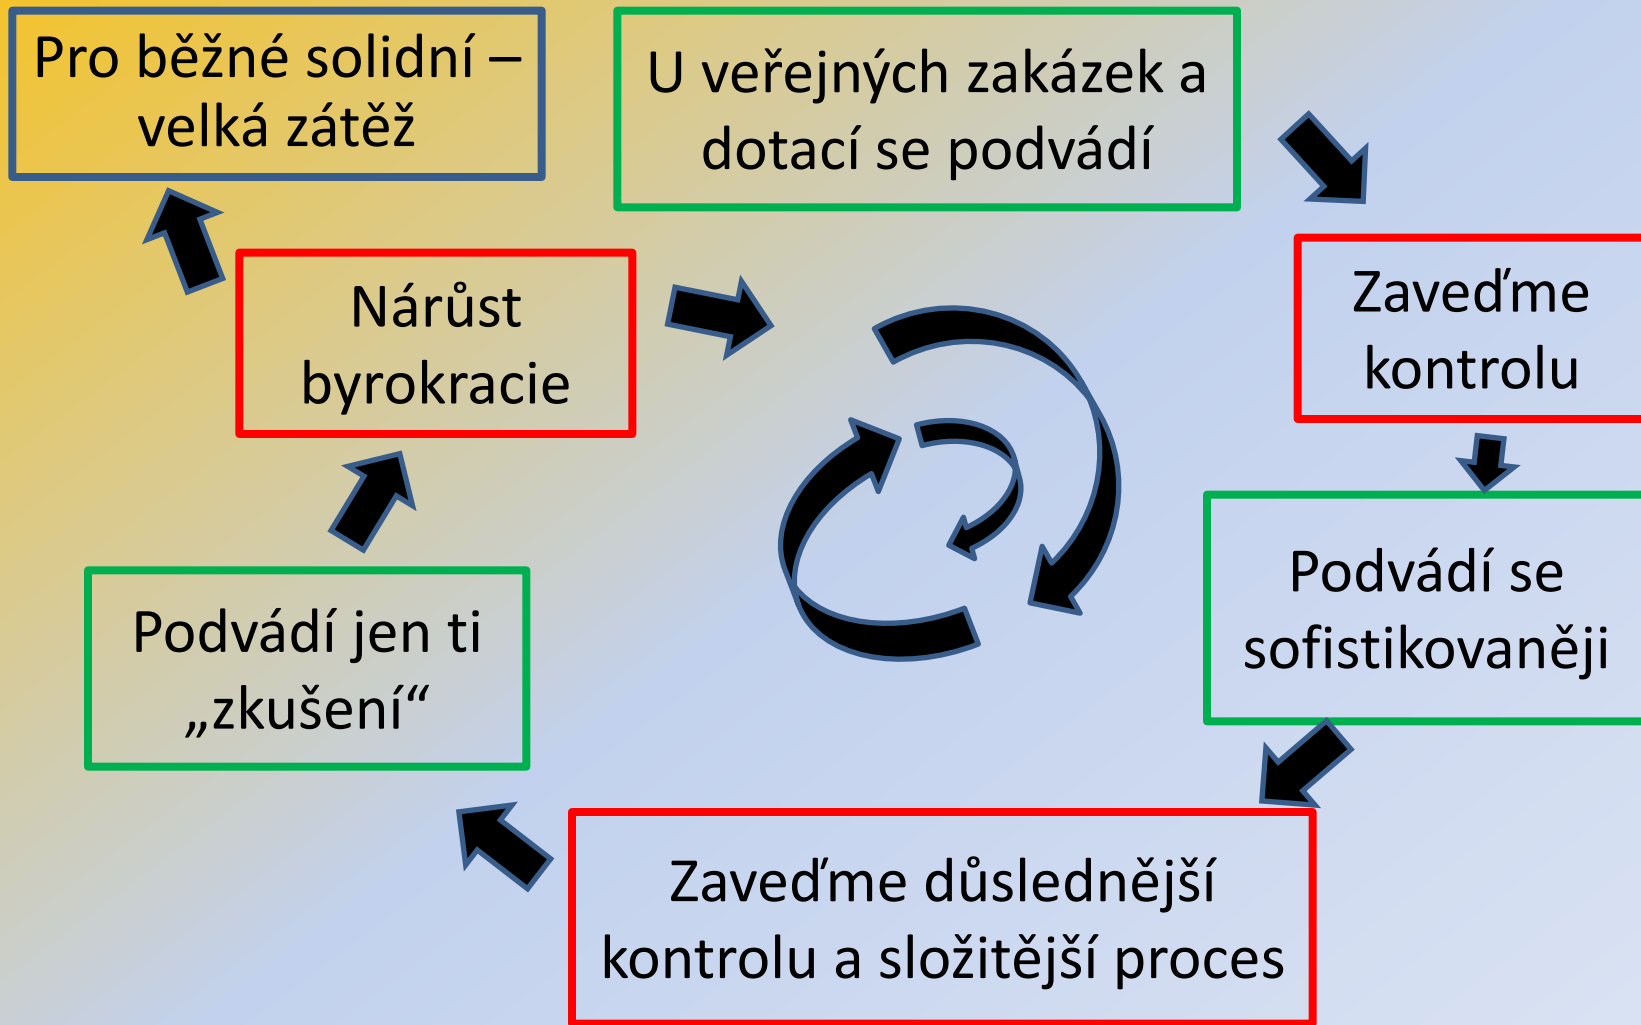 Pro běžné solidní –
velká zátěž
U veřejných zakázek a
dotací se podvádí
Nárůst
byrokracie
Zaveďme
kontrolu
Podvádí se
sofistikovaněji
Podvádí jen ti
„zkušení“
Zaveďme důslednější
kontrolu a složitější proces